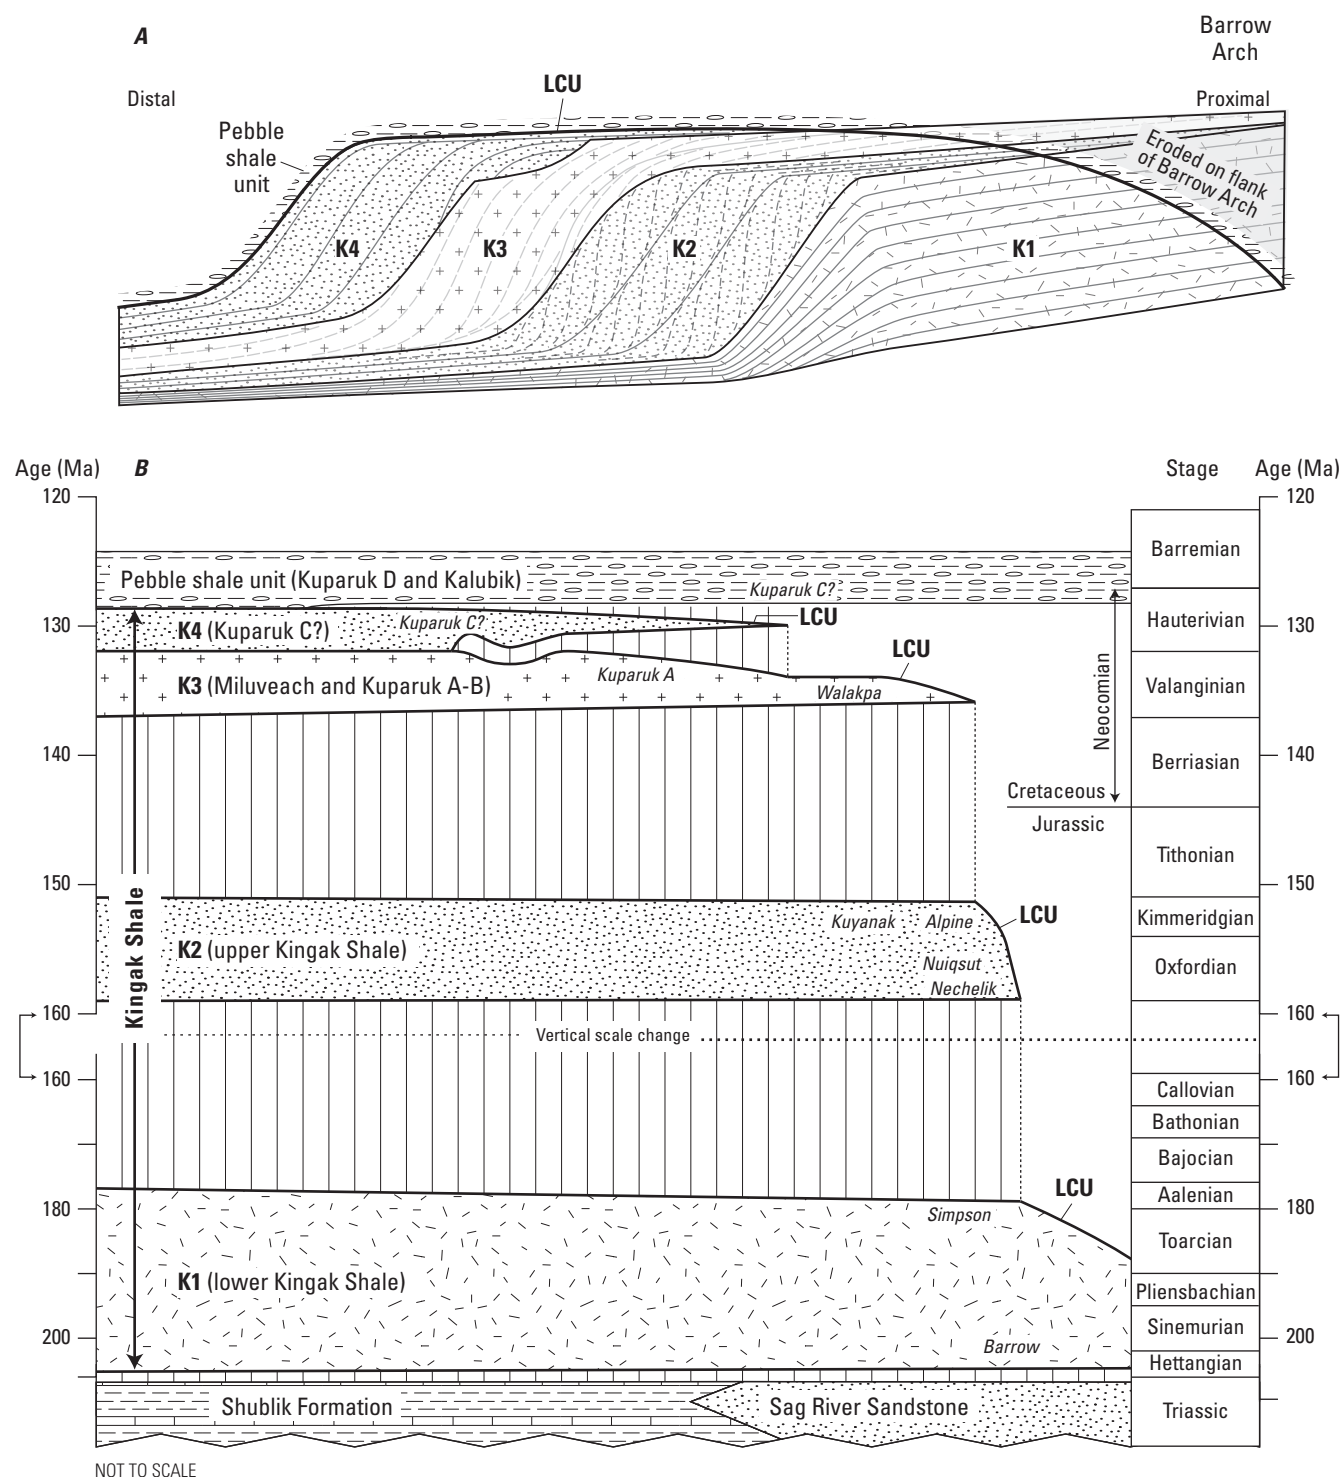 A
Barrow
Arch
Distal
LCU
Proximal
Pebble
shale
unit
Eroded on flank
of Barrow Arch
K4
K3
K2
K1
Age (Ma)
B
Stage
Age (Ma)
120
120
Barremian
Pebble shale unit (Kuparuk D and Kalubik)
Kuparuk C?
LCU
Hauterivian
130
K4 (Kuparuk C?)
Kuparuk C?
130
LCU
Kuparuk A
K3 (Miluveach and Kuparuk A-B)
Walakpa
Valanginian
Neocomian
140
Berriasian
140
Cretaceous
Jurassic
Tithonian
150
150
Kingak Shale
Kuyanak
Alpine
LCU
Kimmeridgian
K2 (upper Kingak Shale)
Nuiqsut
Oxfordian
Nechelik
160
160
Vertical scale change
160
160
Callovian
Bathonian
Bajocian
LCU
Aalenian
180
Simpson
180
Toarcian
K1 (lower Kingak Shale)
Pliensbachian
Sinemurian
200
Barrow
200
Hettangian
Shublik Formation
Sag River Sandstone
Triassic
NOT TO SCALE